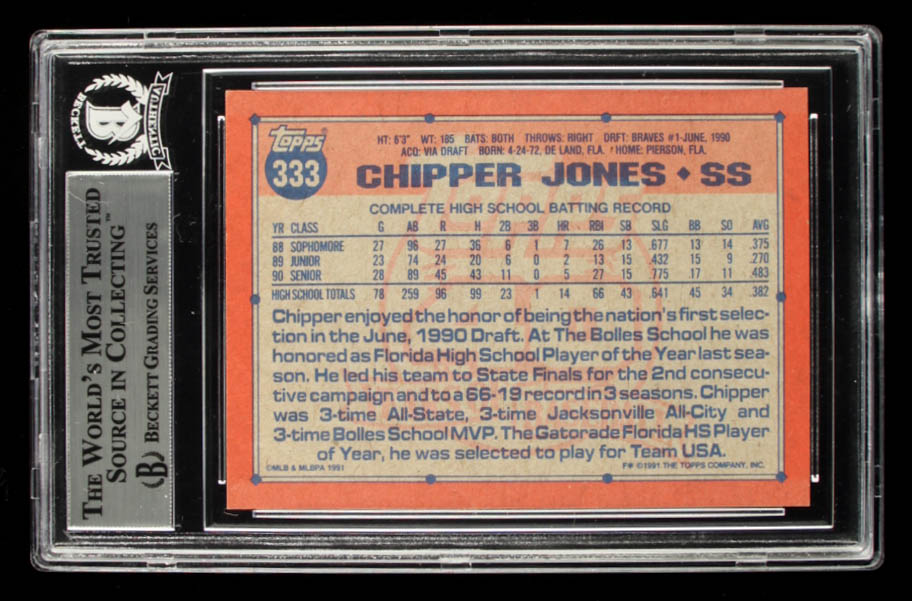 BECKETT
B
AUTHENTIC
THE WORLD'S MOST TRUSTED
SOURCE IN COLLECTING™
BECKETT GRADING SERVICES
B
Topps
333
HT: 6'3" WT: 185 BATS: BOTH THROWS: RIGHT DRFT: BRAVES #1-JUNE, 1990
ACQ: VIA DRAFT BORN: 4-24-72, DE LAND, FLA. HOME: PIERSON, FLA.
CHIPPER JONES ♦ SS
COMPLETE HIGH SCHOOL BATTING RECORD
YR CLASS G AB R H 2B 3B HR RBI SB SLG BB SO AVG
88 SOPHOMORE 27 96 27 36 6 1 7 26 13 .677 13 14 .375
89 JUNIOR 23 74 24 20 6 0 2 13 15 .432 15 9 .270
90 SENIOR 28 89 45 43 11 0 5 27 15 .775 17 11 .483
HIGH SCHOOL TOTALS 78 259 96 99 23 1 14 66 43 .641 45 34 .382
Chipper enjoyed the honor of being the nation's first selec-
tion in the June, 1990 Draft. At The Bolles School he was
honored as Florida High School Player of the Year last sea-
son. He led his team to State Finals for the 2nd consecu-
tive campaign and to a 66-19 record in 3 seasons. Chipper
was 3-time All-State, 3-time Jacksonville All-City and
3-time Bolles School MVP. The Gatorade Florida HS Player
of Year, he was selected to play for Team USA.
©MLB & MLBPA 1991 F* ©1991 THE TOPPS COMPANY, INC.